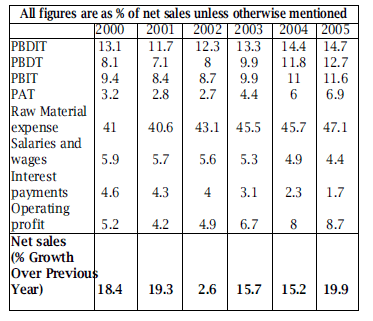 All figures are as % of net sales unless otherwise mentioned
2000 2001 2002 2003 2004 2005
PBDIT 13.1 11.7 12.3 13.3 14.4 14.7
PBDT 8.1 7.1 8 9.9 11.8 12.7
PBIT 9.4 8.4 8.7 9.9 11 11.6
PAT 3.2 2.8 2.7 4.4 6 6.9
Raw Material
expense 41 40.6 43.1 45.5 45.7 47.1
Salaries and
wages 5.9 5.7 5.6 5.3 4.9 4.4
Interest
payments 4.6 4.3 4 3.1 2.3 1.7
Operating
profit 5.2 4.2 4.9 6.7 8 8.7
Net sales
(% Growth
Over Previous
Year) 18.4 19.3 2.6 15.7 15.2 19.9